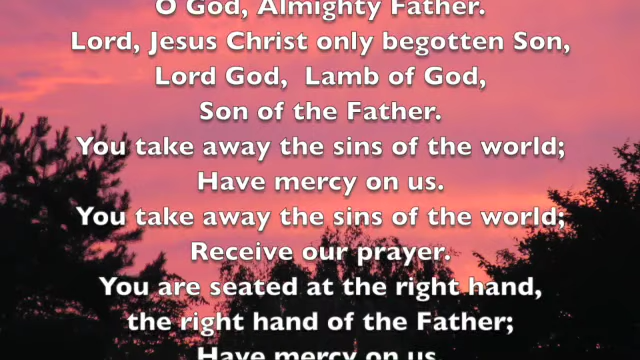 O God, Almighty Father.
Lord, Jesus Christ only begotten Son,
Lord God,  Lamb of God,
Son of the Father.
You take away the sins of the world;
Have mercy on us.
You take away the sins of the world;
Receive our prayer.
You are seated at the right hand,
the right hand of the Father;
Have mercy on us.